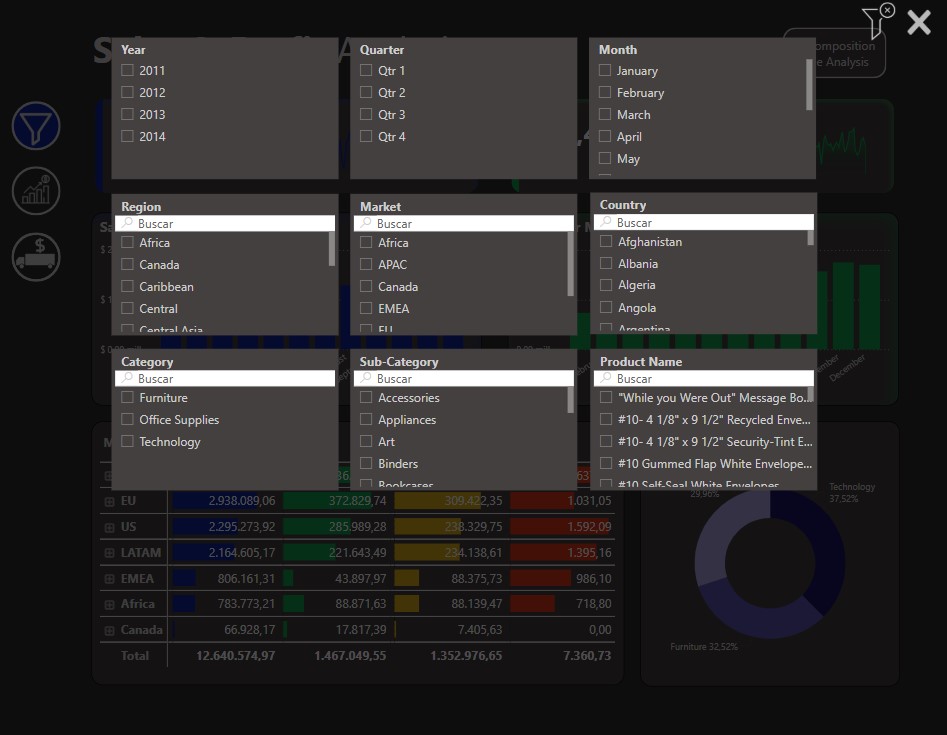 Year
2011
2012
2013
2014
Quarter
Qtr 1
Qtr 2
Qtr 3
Qtr 4
Month
January
February
March
April
May
Analysis
Region
Buscar
Africa
Canada
Caribbean
Central
Central Asia
Market
Buscar
Africa
APAC
Canada
EMEA
EU
Country
Buscar
Afghanistan
Albania
Algeria
Angola
Argentina
December
Category
Buscar
Furniture
Office Supplies
Technology
Sub-Category
Buscar
Accessories
Appliances
Art
Binders
Bookcases
Product Name
Buscar
"While you Were Out" Message Bo...
#10- 4 1/8" x 9 1/2" Recycled Enve...
#10- 4 1/8" x 9 1/2" Security-Tint E...
#10 Gummed Flap White Envelope...
#10 Self-Seal White Envelopes
EU 2.938.089,06 372.829,74 309.422,35 1.031,05
US 2.295.273,92 285.989,28 238.329,75 1.592,09
LATAM 2.164.605,17 221.643,49 234.138,61 1.395,16
EMEA 806.161,31 43.897,97 88.375,73 986,10
Africa 783.773,21 88.871,63 88.139,47 718,80
Canada 66.928,17 17.817,39 7.405,63 0,00
Total 12.640.574,97 1.467.049,55 1.352.976,65 7.360,73
29,96%
Technology
37,52%
Furniture 32,52%